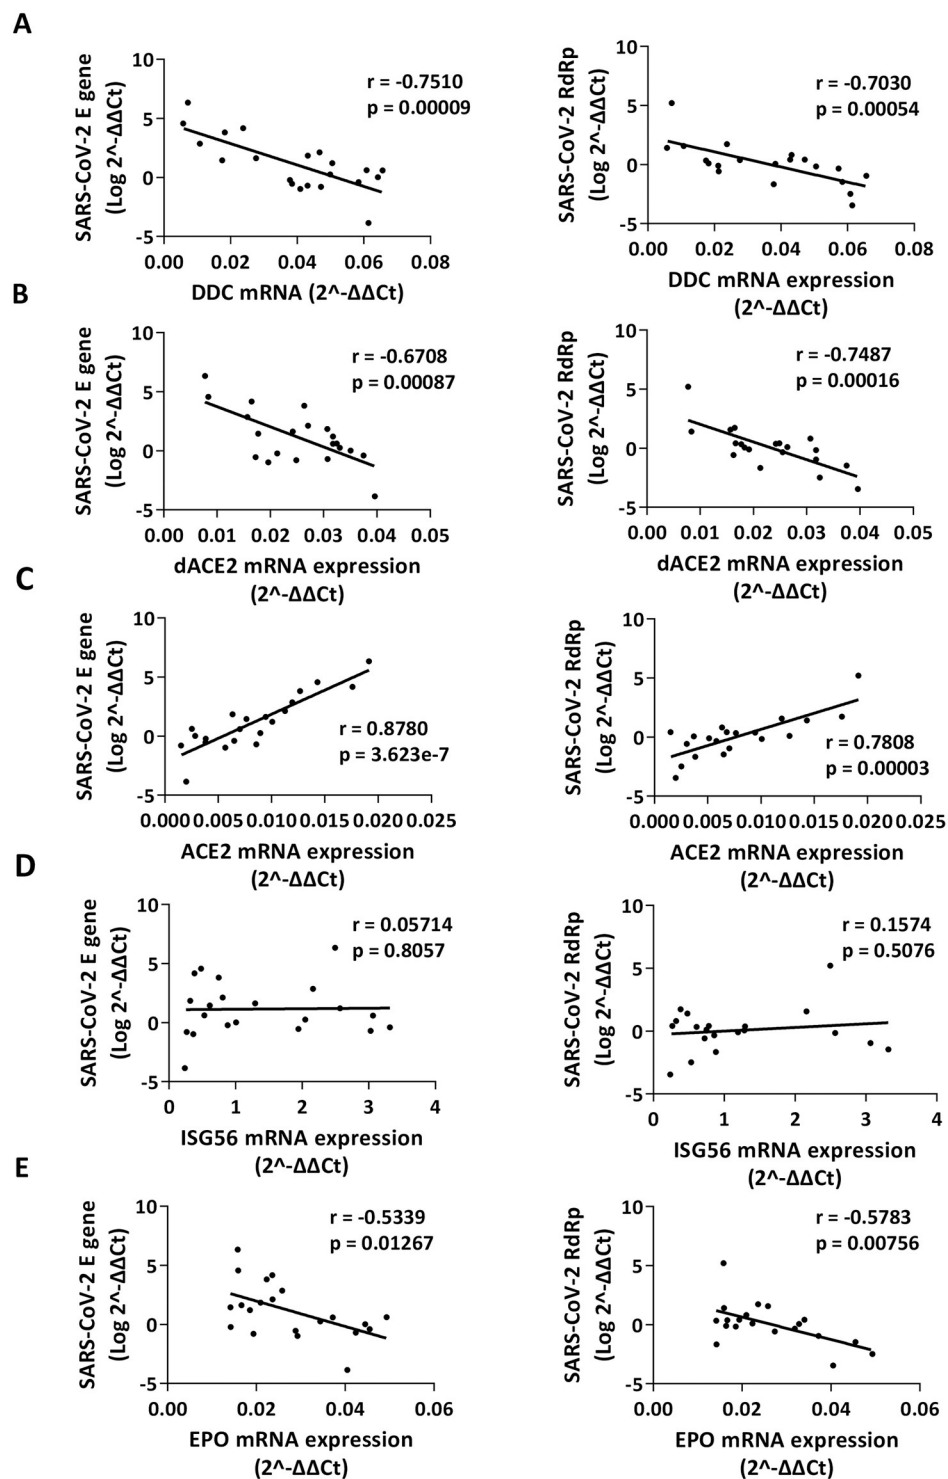 A
SARS-CoV-2 E gene
(Log 2^-ΔΔCt)
10
5
0
-5
r = -0.7510
p = 0.00009
0.00 0.02 0.04 0.06 0.08
DDC mRNA (2^-ΔΔCt)
SARS-CoV-2 RdRp
(Log 2^-ΔΔCt)
10
5
0
-5
r = -0.7030
p = 0.00054
0.00 0.02 0.04 0.06 0.08
DDC mRNA expression
(2^-ΔΔCt)
B
SARS-CoV-2 E gene
(Log 2^-ΔΔCt)
10
5
0
-5
r = -0.6708
p = 0.00087
0.00 0.01 0.02 0.03 0.04 0.05
dACE2 mRNA expression
(2^-ΔΔCt)
SARS-CoV-2 RdRp
(Log 2^-ΔΔCt)
10
5
0
-5
r = -0.7487
p = 0.00016
0.00 0.01 0.02 0.03 0.04 0.05
dACE2 mRNA expression
(2^-ΔΔCt)
C
SARS-CoV-2 E gene
(Log 2^-ΔΔCt)
10
5
0
-5
r = 0.8780
p = 3.623e-7
0.000 0.005 0.010 0.015 0.020 0.025
ACE2 mRNA expression
(2^-ΔΔCt)
SARS-CoV-2 RdRp
(Log 2^-ΔΔCt)
10
5
0
-5
r = 0.7808
p = 0.00003
0.000 0.005 0.010 0.015 0.020 0.025
ACE2 mRNA expression
(2^-ΔΔCt)
D
SARS-CoV-2 E gene
(Log 2^-ΔΔCt)
10
5
0
-5
r = 0.05714
p = 0.8057
0 1 2 3 4
ISG56 mRNA expression
(2^-ΔΔCt)
SARS-CoV-2 RdRp
(Log 2^-ΔΔCt)
10
5
0
-5
r = 0.1574
p = 0.5076
0 1 2 3 4
ISG56 mRNA expression
(2^-ΔΔCt)
E
SARS-CoV-2 E gene
(Log 2^-ΔΔCt)
10
5
0
-5
r = -0.5339
p = 0.01267
0.00 0.02 0.04 0.06
EPO mRNA expression
(2^-ΔΔCt)
SARS-CoV-2 RdRp
(Log 2^-ΔΔCt)
10
5
0
-5
r = -0.5783
p = 0.00756
0.00 0.02 0.04 0.06
EPO mRNA expression
(2^-ΔΔCt)